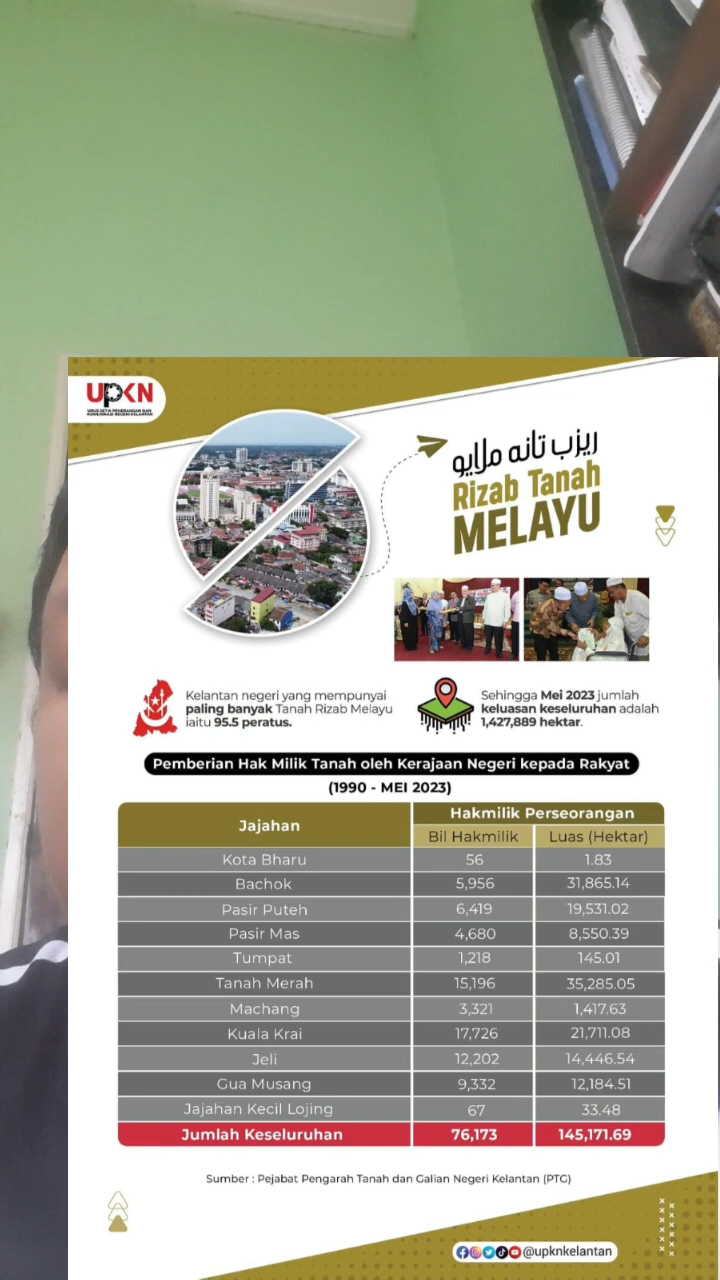 UPKN
URUS SETIA PENERANGAN DAN
KOMUNIKASI NEGERI KELANTAN
ريزب تانه ملايو
Rizab Tanah
MELAYU
Kelantan negeri yang mempunyai
paling banyak Tanah Rizab Melayu
iaitu 95.5 peratus.
Sehingga Mei 2023 jumlah
keluasan keseluruhan adalah
1,427,889 hektar.
Pemberian Hak Milik Tanah oleh Kerajaan Negeri kepada Rakyat
(1990 - MEI 2023)
Jajahan Hakmilik Perseorangan
Bil Hakmilik Luas (Hektar)
Kota Bharu 56 1.83
Bachok 5,956 31,865.14
Pasir Puteh 6,419 19,531.02
Pasir Mas 4,680 8,550.39
Tumpat 1,218 145.01
Tanah Merah 15,196 35,285.05
Machang 3,321 1,417.63
Kuala Krai 17,726 21,711.08
Jeli 12,202 14,446.54
Gua Musang 9,332 12,184.51
Jajahan Kecil Lojing 67 33.48
Jumlah Keseluruhan 76,173 145,171.69
Sumber : Pejabat Pengarah Tanah dan Galian Negeri Kelantan (PTG)
@upknkelantan